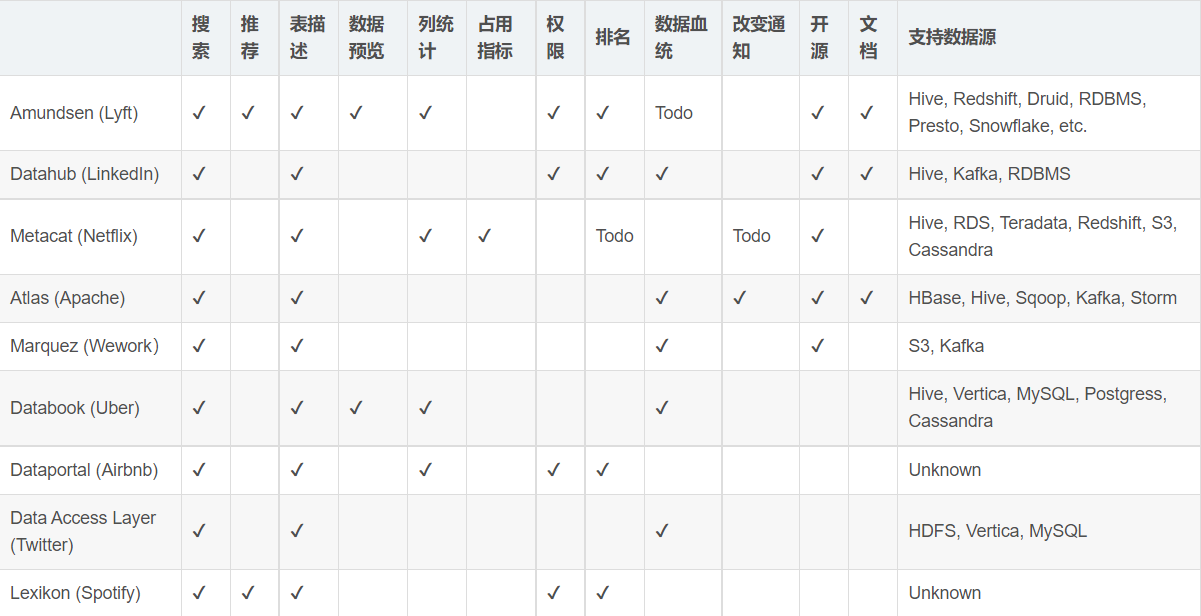 搜索 推荐 表描述 数据预览 列统计 占用指标 权限 排名 数据血统 改变通知 开源 文档 支持数据源
Amundsen (Lyft) ✓ ✓ ✓ ✓ ✓ ✓ ✓ Todo ✓ ✓ Hive, Redshift, Druid, RDBMS,
Presto, Snowflake, etc.
Datahub (LinkedIn) ✓ ✓ ✓ ✓ ✓ ✓ ✓ Hive, Kafka, RDBMS
Metacat (Netflix) ✓ ✓ ✓ ✓ Todo Todo ✓ Hive, RDS, Teradata, Redshift, S3,
Cassandra
Atlas (Apache) ✓ ✓ ✓ ✓ ✓ ✓ HBase, Hive, Sqoop, Kafka, Storm
Marquez (Wework) ✓ ✓ ✓ ✓ S3, Kafka
Databook (Uber) ✓ ✓ ✓ ✓ ✓ Hive, Vertica, MySQL, Postgress,
Cassandra
Dataportal (Airbnb) ✓ ✓ ✓ ✓ ✓ Unknown
Data Access Layer
(Twitter) ✓ ✓ ✓ HDFS, Vertica, MySQL
Lexikon (Spotify) ✓ ✓ ✓ ✓ ✓ Unknown